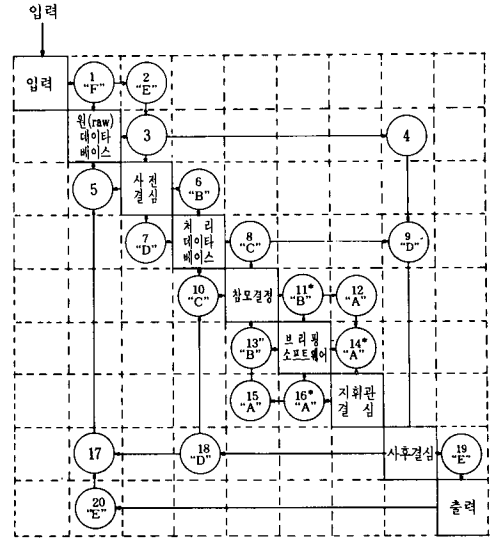 입력
입력
1
"F"
2
"E"
원(raw)
데이타
베이스
3
4
5
사전
결심
6
"B"
7
"D"
처리
데이타
베이스
8
"C"
9
"D"
10
"C"
참모결정
11*
"B"
12
"A"
13"
"B"
브리핑
소프트웨어
14*
"A"
15
"A"
16*
"A"
지휘관
결심
17
18
"D"
사후결심
19
"E"
20
"E"
출력